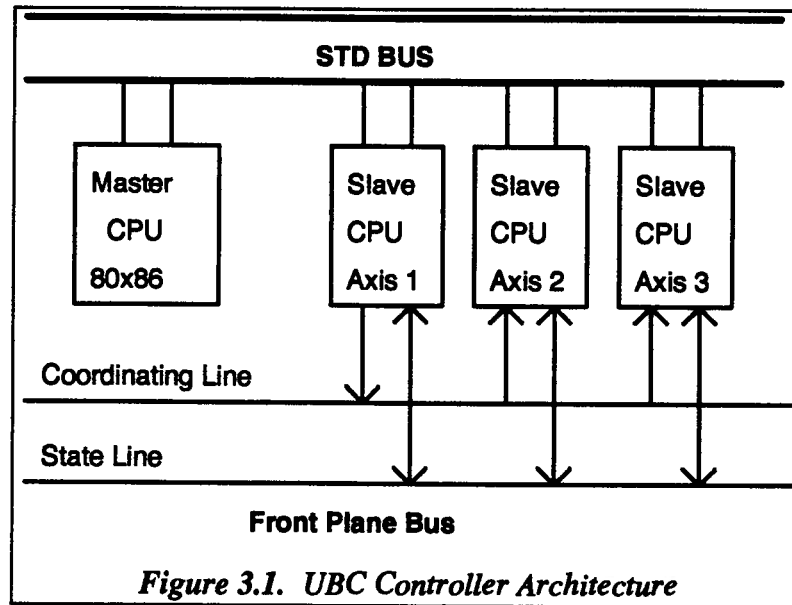 STD BUS
Master
CPU
80x86
Slave
CPU
Axis 1
Slave
CPU
Axis 2
Slave
CPU
Axis 3
Coordinating Line
State Line
Front Plane Bus
Figure 3.1. UBC Controller Architecture